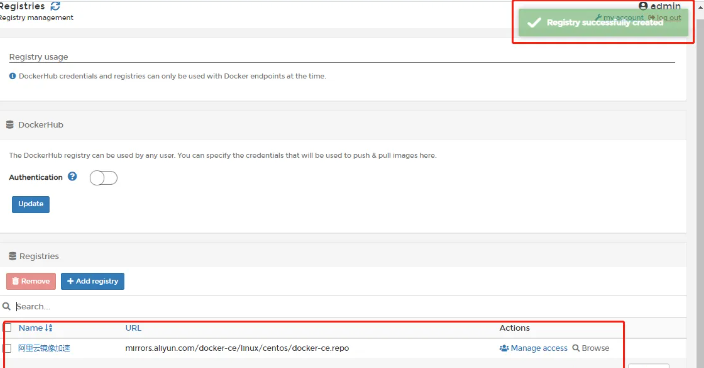 Registries
admin
Registry management
my account log out
Registry successfully created
Registry usage
DockerHub credentials and registries can only be used with Docker endpoints at the time.
DockerHub
The DockerHub registry can be used by any user. You can specify the credentials that will be used to push & pull images here.
Authentication
Update
Registries
Remove
Add registry
Search...
Name URL Actions
阿里云镜像加速 mirrors.aliyun.com/docker-ce/linux/centos/docker-ce.repo Manage access Browse